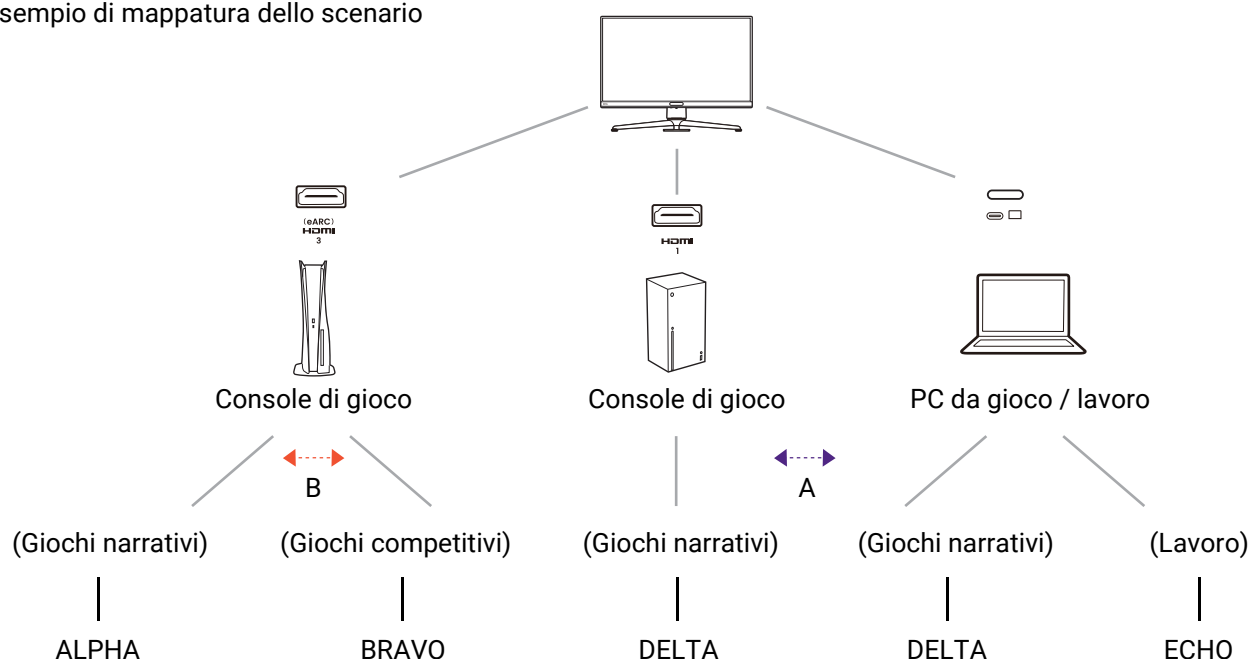 sempio di mappatura dello scenario
(eARC)
HDMI
3
HDMI
1
Console di gioco
Console di gioco
PC da gioco / lavoro
B
A
(Giochi narrativi)
(Giochi competitivi)
(Giochi narrativi)
(Giochi narrativi)
(Lavoro)
ALPHA
BRAVO
DELTA
DELTA
ECHO